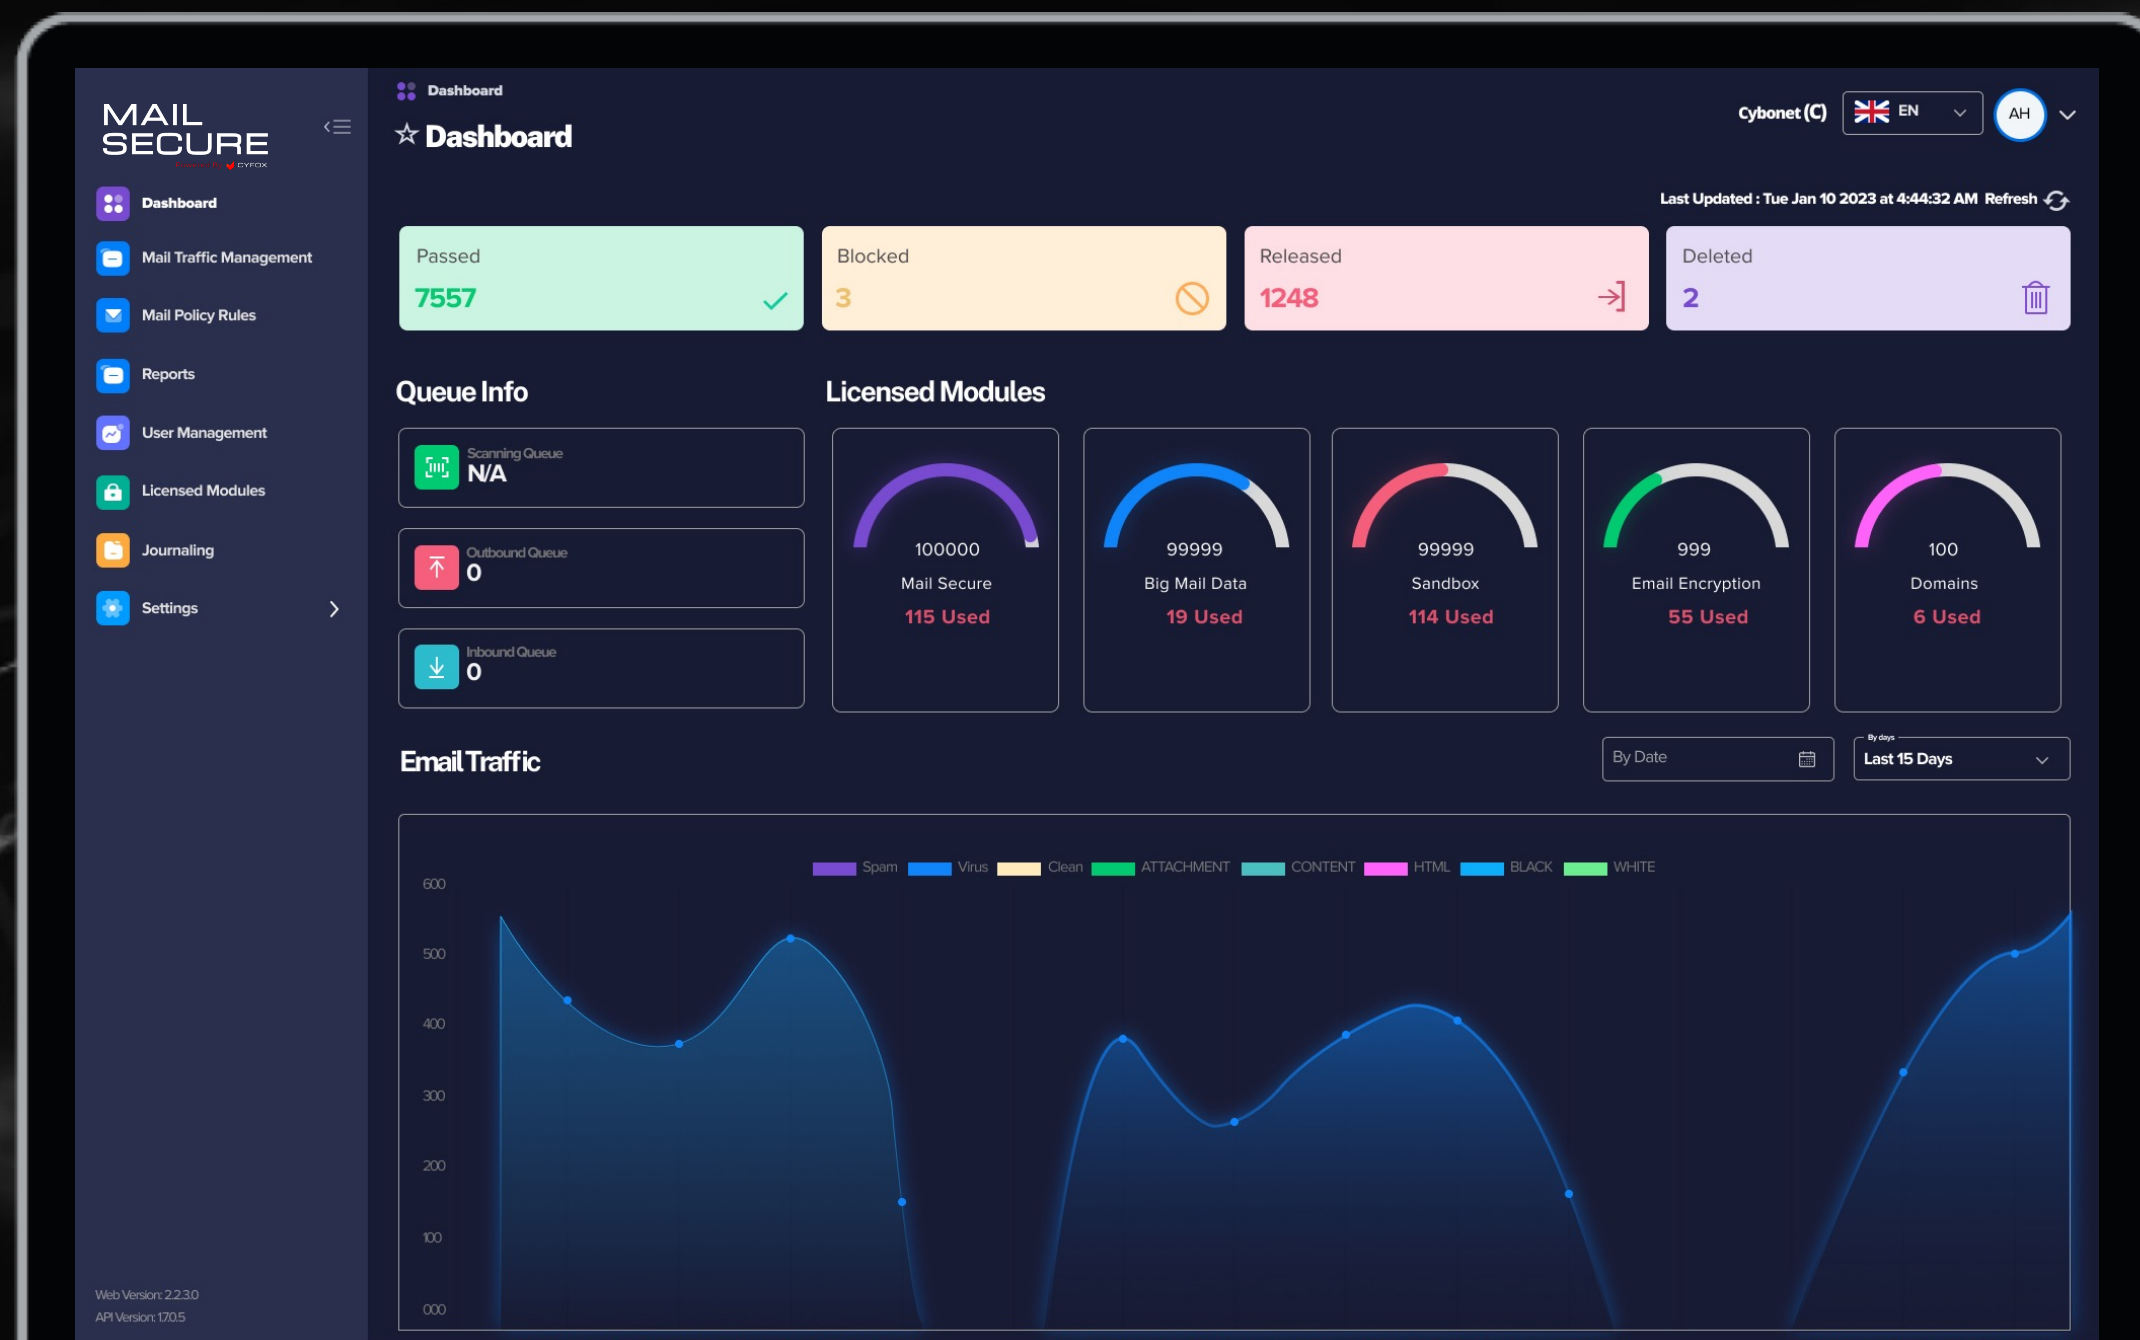 MAIL
SECURE
CYFOX
Dashboard
Mail Traffic Management
Mail Policy Rules
Reports
User Management
Licensed Modules
Journaling
Settings
Web Version: 2.2.3.0
API Version: 1.7.0.5
Dashboard
Dashboard
Cybonet (C)
EN
AH
Last Updated : Tue Jan 10 2023 at 4:44:32 AM Refresh
Passed
7557
Blocked
3
Released
1248
Deleted
2
Queue Info
Scanning Queue
N/A
Outbound Queue
0
Inbound Queue
0
Licensed Modules
100000
Mail Secure
115 Used
99999
Big Mail Data
19 Used
99999
Sandbox
114 Used
999
Email Encryption
55 Used
100
Domains
6 Used
Email Traffic
By Date
By days
Last 15 Days
Spam Virus Clean ATTACHMENT CONTENT HTML BLACK WHITE
600
500
400
300
200
100
000